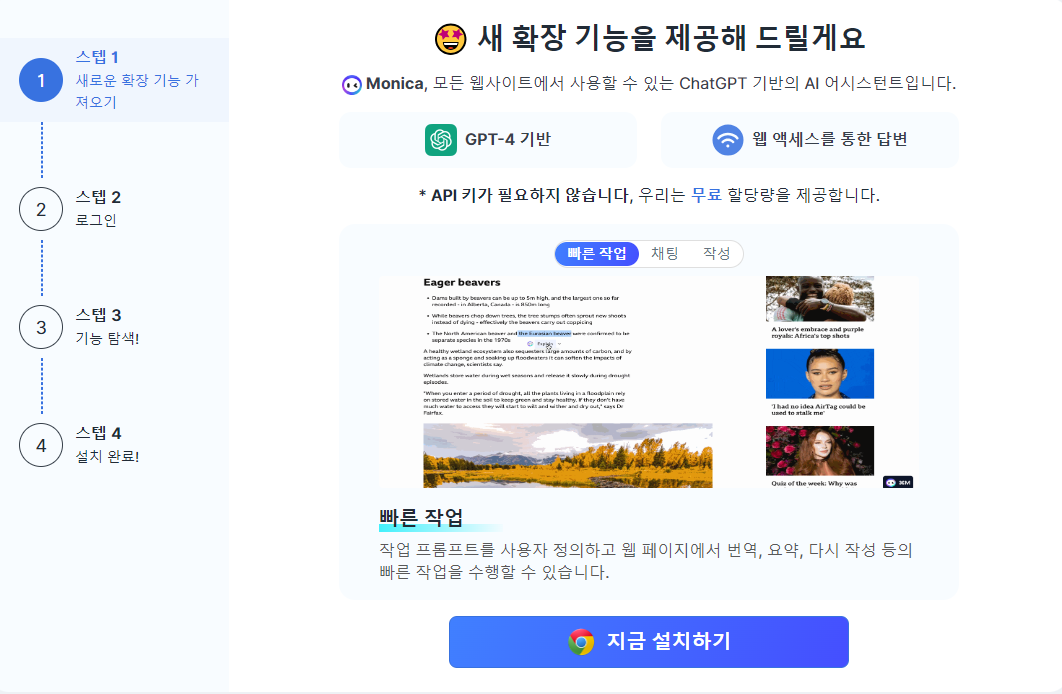 1
스텝 1
새로운 확장 기능 가
져오기
2
스텝 2
로그인
3
스텝 3
기능 탐색!
4
스텝 4
설치 완료!
새 확장 기능을 제공해 드릴게요
Monica, 모든 웹사이트에서 사용할 수 있는 ChatGPT 기반의 AI 어시스턴트입니다.
GPT-4 기반
웹 액세스를 통한 답변
* API 키가 필요하지 않습니다, 우리는 무료 할당량을 제공합니다.
빠른 작업 채팅 작성
Eager beavers
• Dams built by beavers can be up to 5m high, and the largest one so far
recorded - in Alberta, Canada - is 850m long
• While beavers chop down trees, the tree stumps often sprout new shoots
instead of dying - effectively the beavers carry out coppicing
• The North American beaver and the Eurasian beaver were confirmed to be
separate species in the 1970s
A healthy wetland ecosystem also sequesters large amounts of carbon, and by
acting as a sponge and soaking up floodwaters it can soften the impacts of
climate change, scientists say.
Wetlands store water during wet seasons and release it slowly during drought
episodes.
"When you enter a period of drought, all the plants living in a floodplain rely
on stored water in the soil to keep green and stay healthy. If they don't have
much water to access they will start to wilt and wither and dry out," says Dr
Fairfax.
A lover's embrace and purple
royals: Africa's top shots
'I had no idea AirTag could be
used to stalk me'
Quiz of the week: Why was
⌘M
빠른 작업
작업 프롬프트를 사용자 정의하고 웹 페이지에서 번역, 요약, 다시 작성 등의
빠른 작업을 수행할 수 있습니다.
지금 설치하기